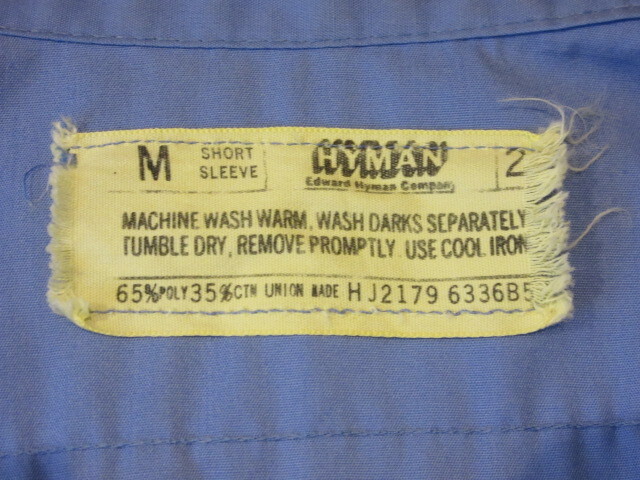 M SHORT SLEEVE HYMAN 2
Edward Hyman Company
MACHINE WASH WARM, WASH DARKS SEPARATELY
TUMBLE DRY, REMOVE PROMPTLY. USE COOL IRON
65% POLY 35% CTN UNION MADE HJ2179 6336B5